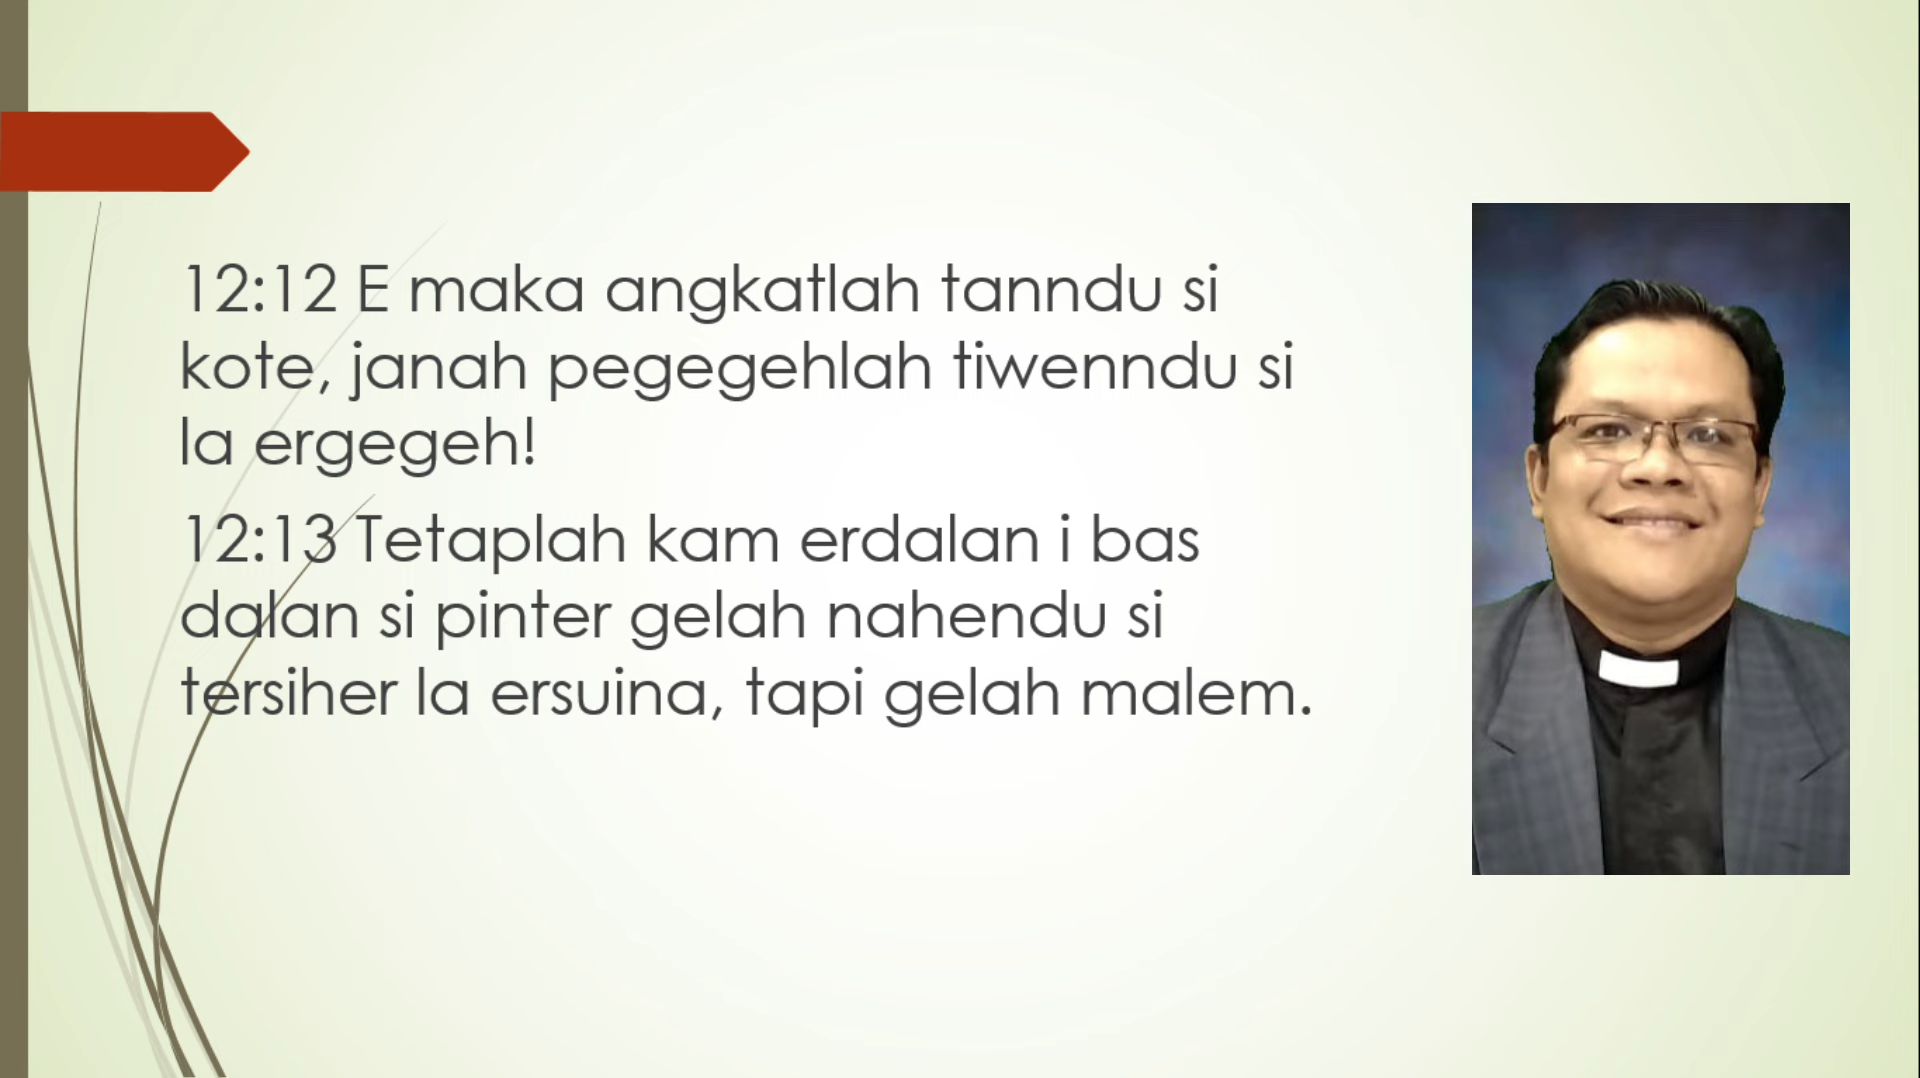 12:12 E maka angkatlah tanndu si
kote, janah pegegehlah tiwenndu si
la ergegeh!
12:13 Tetaplah kam erdalan i bas
dalan si pinter gelah nahendu si
tersiher la ersuina, tapi gelah malem.